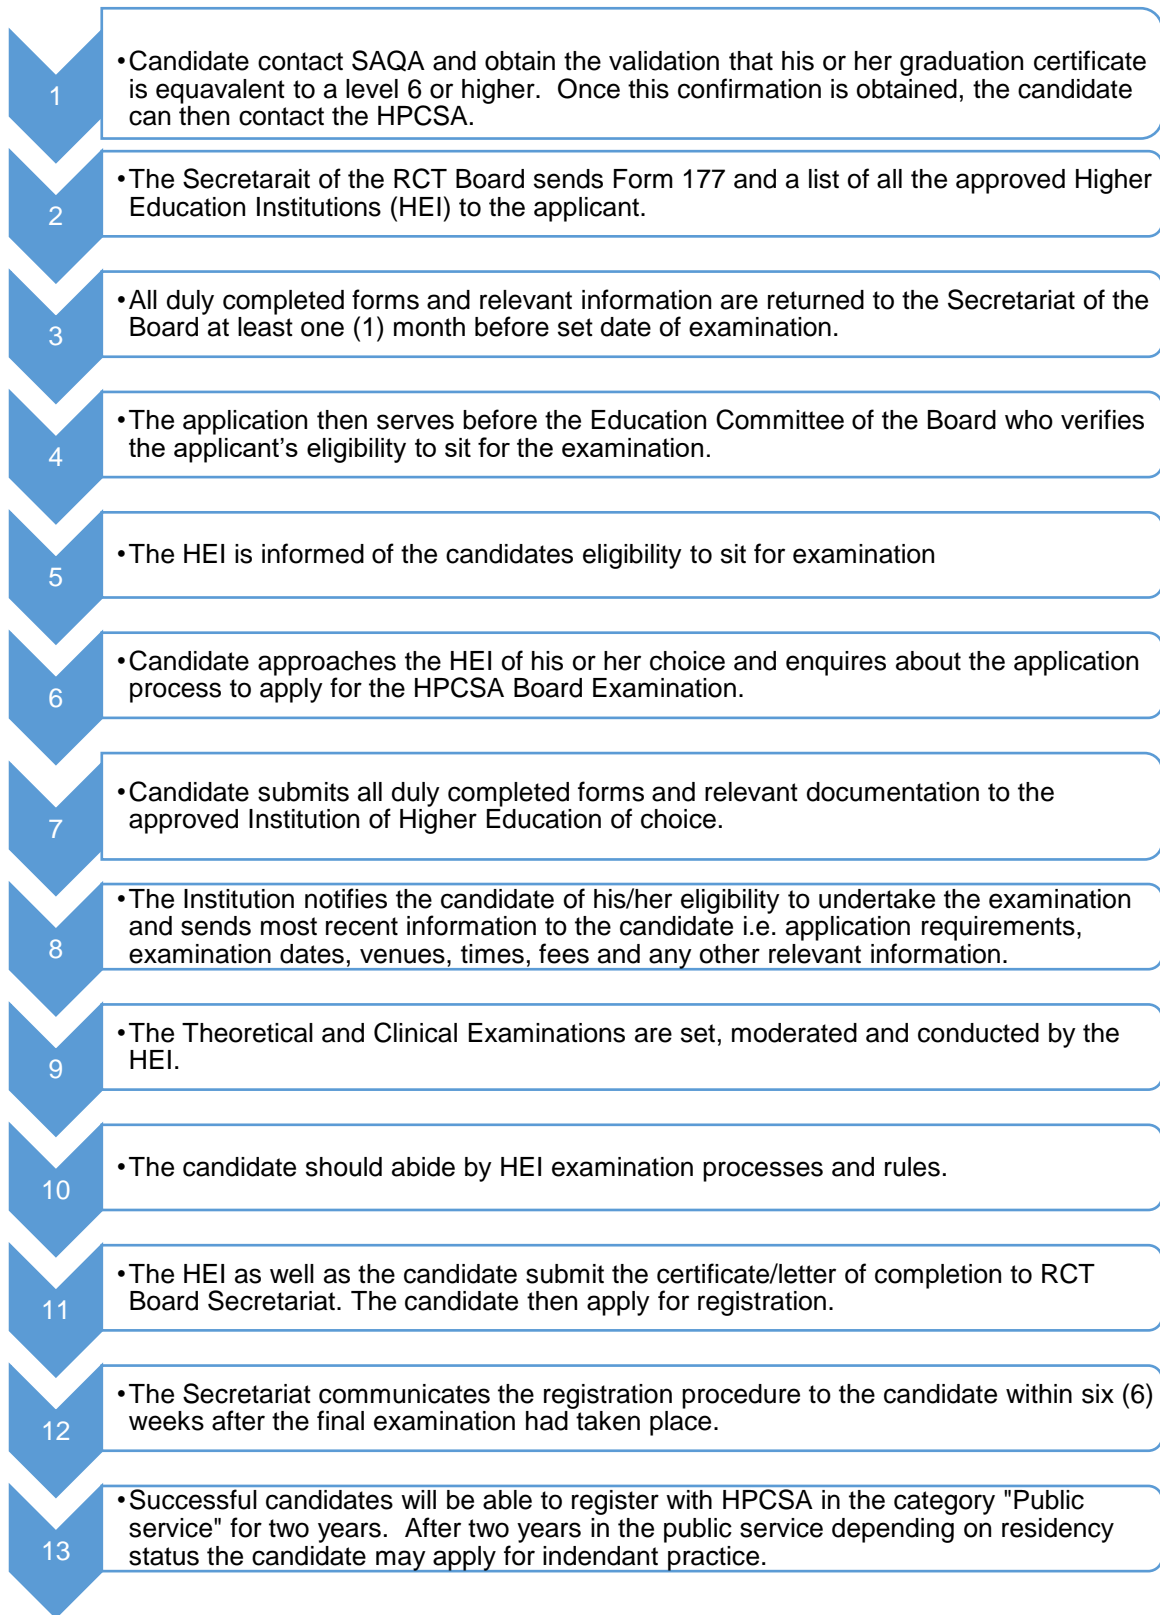 1
•Candidate contact SAQA and obtain the validation that his or her graduation certificate
is equavalent to a level 6 or higher.  Once this confirmation is obtained, the candidate
can then contact the HPCSA.
2
•The Secretarait of the RCT Board sends Form 177 and a list of all the approved Higher
Education Institutions (HEI) to the applicant.
3
•All duly completed forms and relevant information are returned to the Secretariat of the
Board at least one (1) month before set date of examination.
4
•The application then serves before the Education Committee of the Board who verifies
the applicant’s eligibility to sit for the examination.
5
•The HEI is informed of the candidates eligibility to sit for examination
6
•Candidate approaches the HEI of his or her choice and enquires about the application
process to apply for the HPCSA Board Examination.
7
•Candidate submits all duly completed forms and relevant documentation to the
approved Institution of Higher Education of choice.
8
•The Institution notifies the candidate of his/her eligibility to undertake the examination
and sends most recent information to the candidate i.e. application requirements,
examination dates, venues, times, fees and any other relevant information.
9
•The Theoretical and Clinical Examinations are set, moderated and conducted by the
HEI.
10
•The candidate should abide by HEI examination processes and rules.
11
•The HEI as well as the candidate submit the certificate/letter of completion to RCT
Board Secretariat. The candidate then apply for registration.
12
•The Secretariat communicates the registration procedure to the candidate within six (6)
weeks after the final examination had taken place.
13
•Successful candidates will be able to register with HPCSA in the category "Public
service" for two years.  After two years in the public service depending on residency
status the candidate may apply for indendant practice.